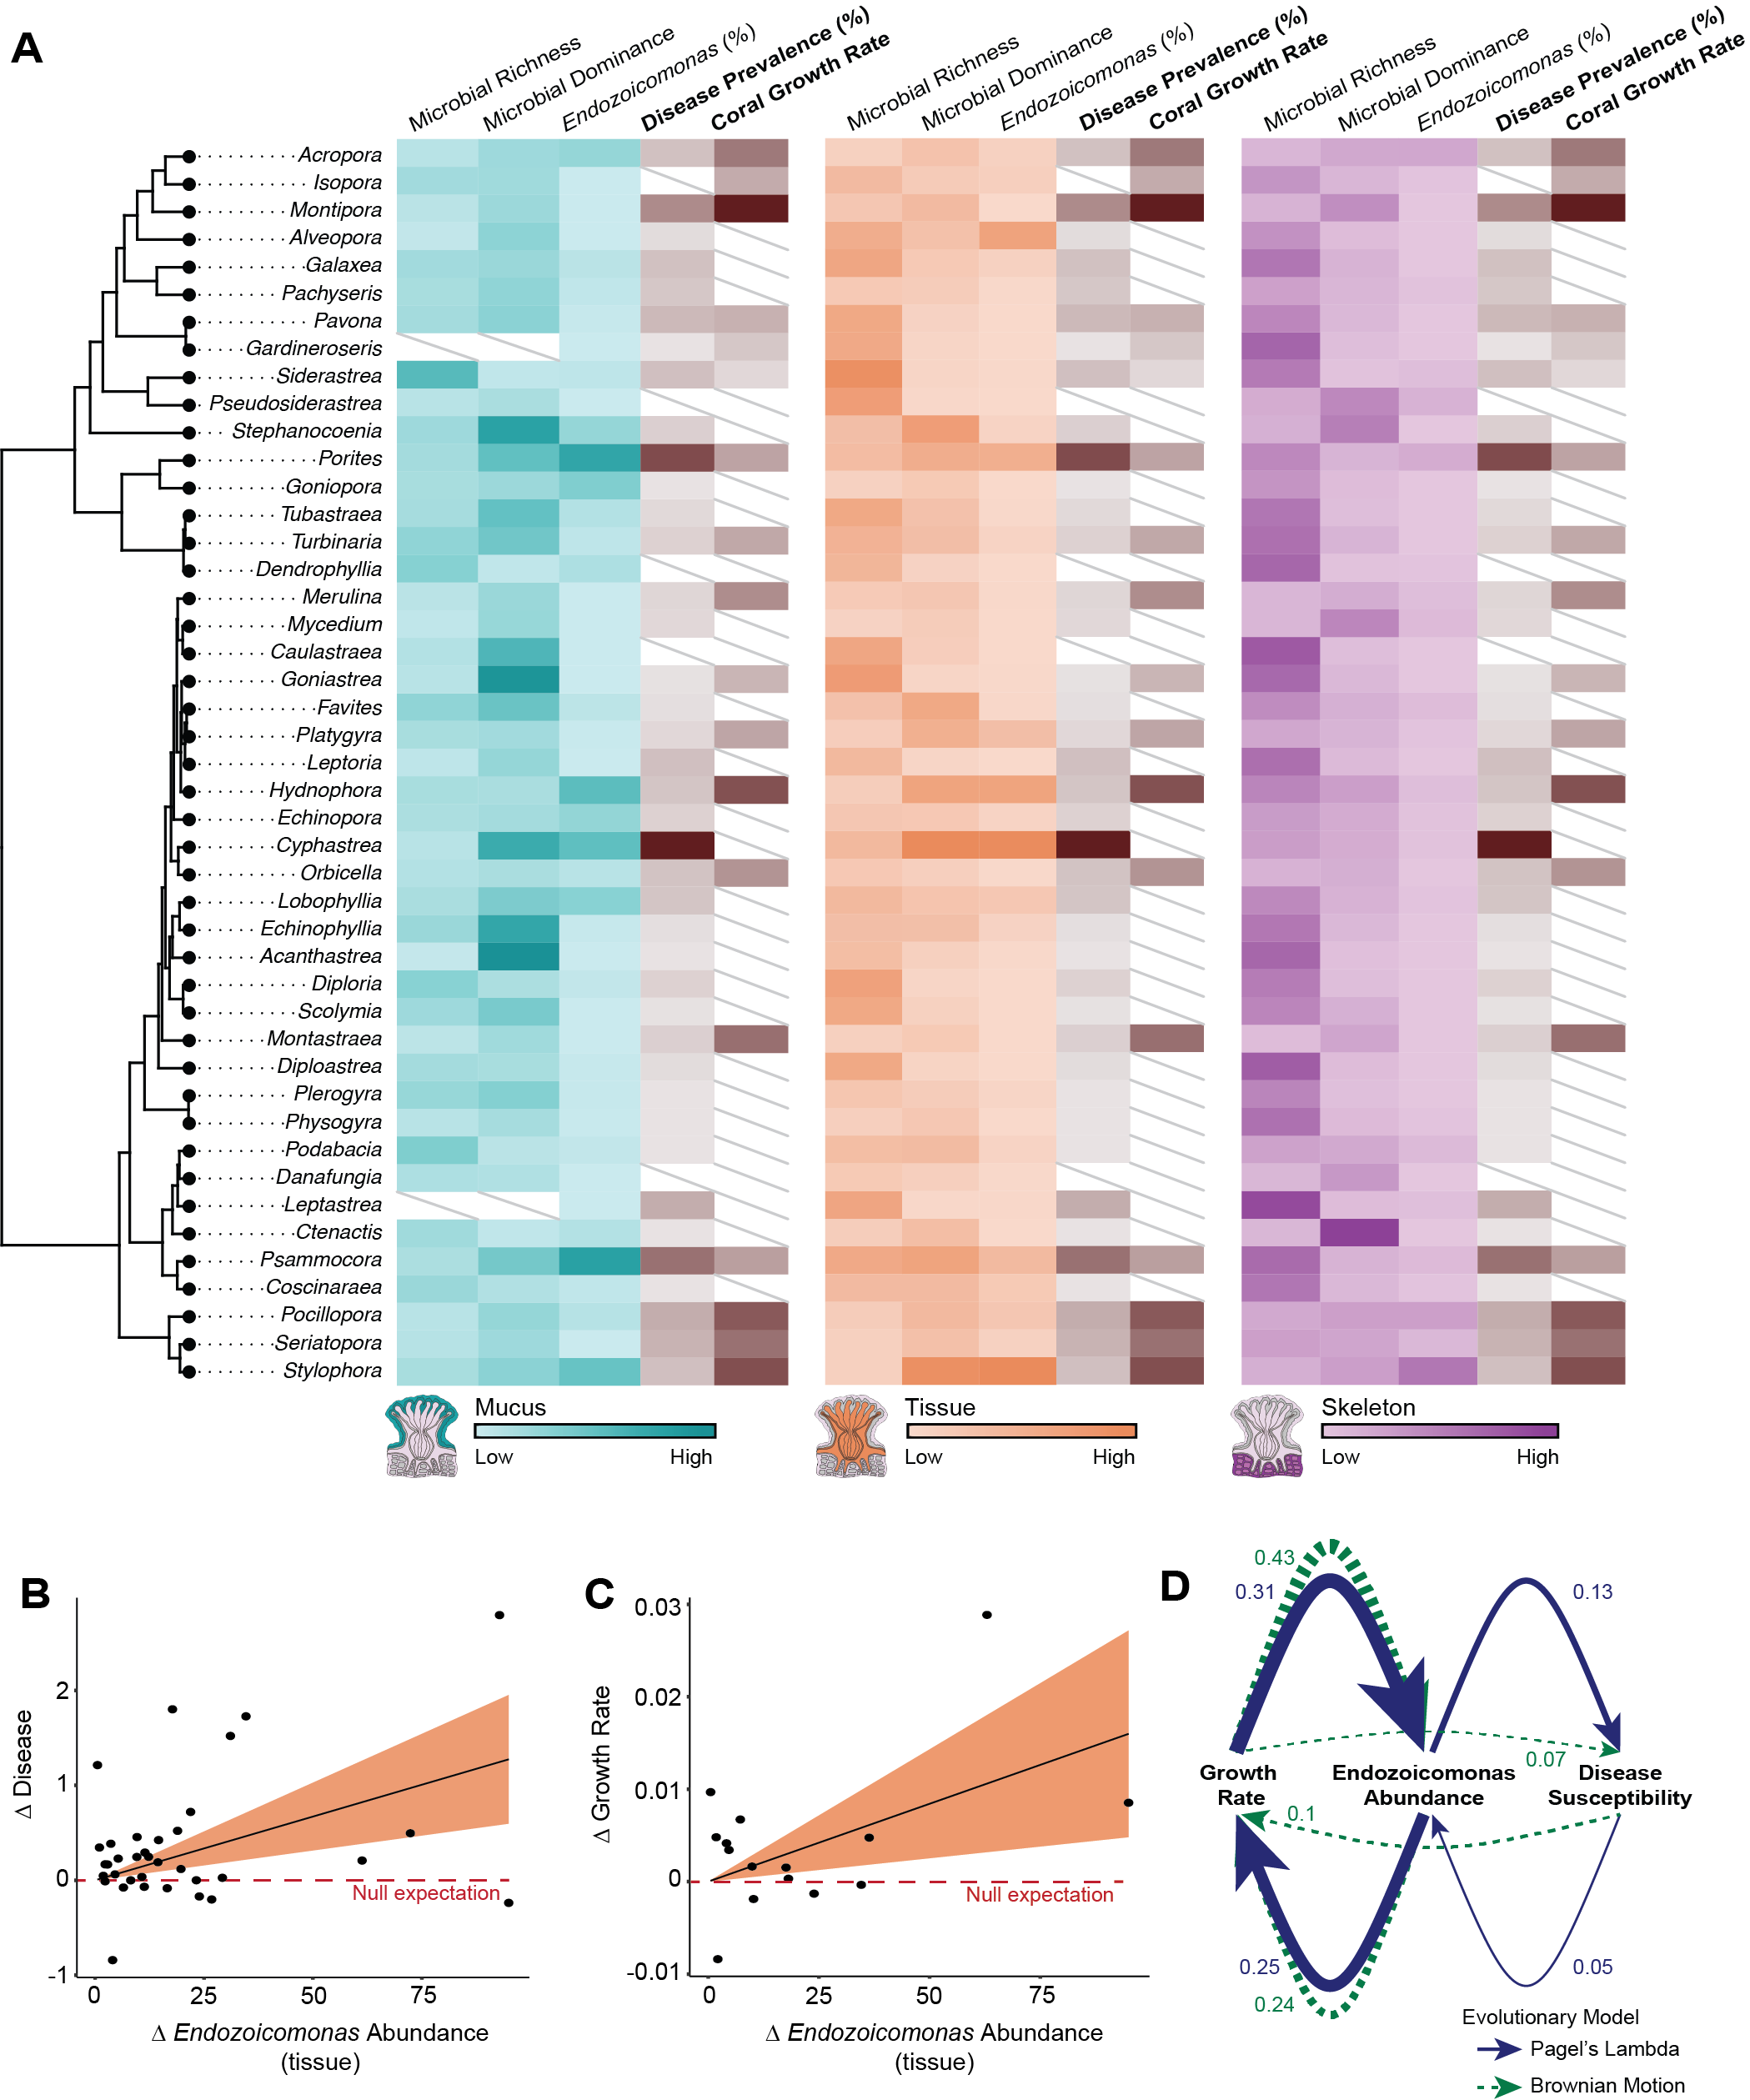 A
Microbial Richness
Microbial Dominance
Endozoicomonas (%)
Disease Prevalence (%)
Coral Growth Rate
Microbial Richness
Microbial Dominance
Endozoicomonas (%)
Disease Prevalence (%)
Coral Growth Rate
Microbial Richness
Microbial Dominance
Endozoicomonas (%)
Disease Prevalence (%)
Coral Growth Rate
Acropora
Isopora
Montipora
Alveopora
Galaxea
Pachyseris
Pavona
Gardineroseris
Siderastrea
Pseudosiderastrea
Stephanocoenia
Porites
Goniopora
Tubastraea
Turbinaria
Dendrophyllia
Merulina
Mycedium
Caulastraea
Goniastrea
Favites
Platygyra
Leptoria
Hydnophora
Echinopora
Cyphastrea
Orbicella
Lobophyllia
Echinophyllia
Acanthastrea
Diploria
Scolymia
Montastraea
Diploastrea
Plerogyra
Physogyra
Podabacia
Danafungia
Leptastrea
Ctenactis
Psammocora
Coscinaraea
Pocillopora
Seriatopora
Stylophora
Mucus
Low High
Tissue
Low High
Skeleton
Low High
B
Δ Disease
2
1
0
-1
Null expectation
0 25 50 75
Δ Endozoicomonas Abundance
(tissue)
C
Δ Growth Rate
0.03
0.02
0.01
0
-0.01
Null expectation
0 25 50 75
Δ Endozoicomonas Abundance
(tissue)
D
0.43
0.31
0.13
0.07
Growth
Rate
Endozoicomonas
Abundance
Disease
Susceptibility
0.1
0.25
0.24
0.05
Evolutionary Model
Pagel's Lambda
Brownian Motion